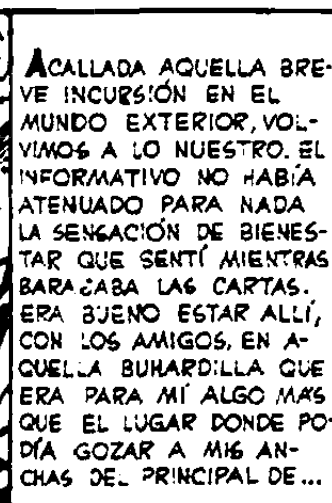 ACALLADA AQUELLA BRE-
VE INCURSIÓN EN EL
MUNDO EXTERIOR, VOL-
VIMOS A LO NUESTRO. EL
INFORMATIVO NO HABÍA
ATENUADO PARA NADA
LA SENSACIÓN DE BIENES-
TAR QUE SENTÍ MIENTRAS
BARAJABA LAS CARTAS.
ERA BUENO ESTAR ALLÍ,
CON LOS AMIGOS, EN A-
QUELLA BUHARDILLA QUE
ERA PARA MÍ ALGO MÁS
QUE EL LUGAR DONDE PO-
DÍA GOZAR A MIS AN-
CHAS DEL PRINCIPAL DE...